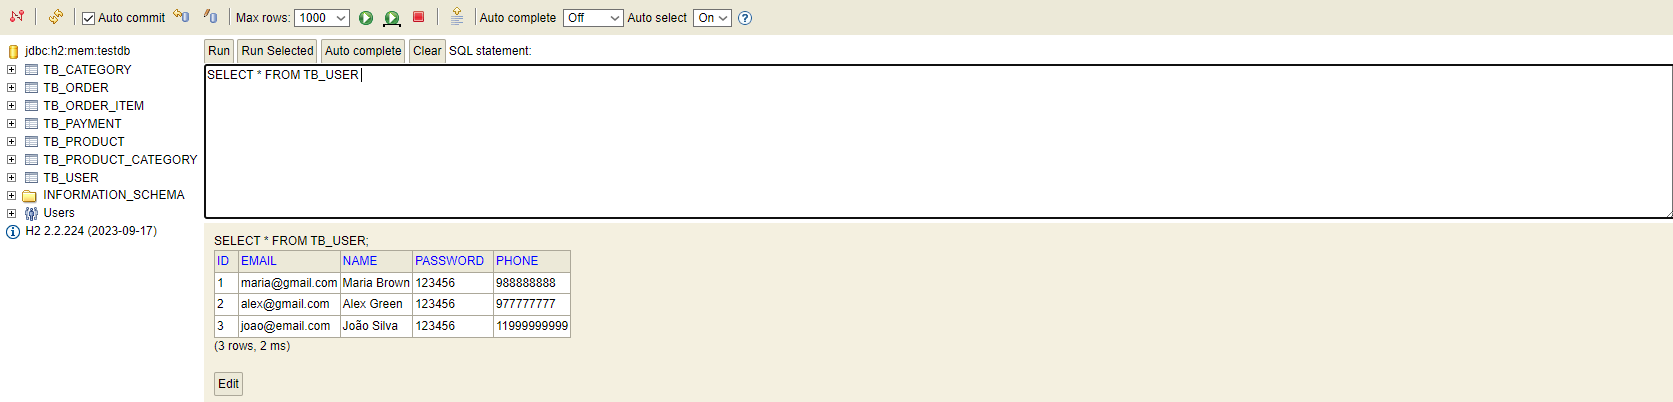 Auto commit Max rows: 1000 Auto complete Off Auto select On
jdbc:h2:mem:testdb
TB_CATEGORY
TB_ORDER
TB_ORDER_ITEM
TB_PAYMENT
TB_PRODUCT
TB_PRODUCT_CATEGORY
TB_USER
INFORMATION_SCHEMA
Users
H2 2.2.224 (2023-09-17)
Run Run Selected Auto complete Clear SQL statement:
SELECT * FROM TB_USER
SELECT * FROM TB_USER;
ID EMAIL NAME PASSWORD PHONE
1 maria@gmail.com Maria Brown 123456 988888888
2 alex@gmail.com Alex Green 123456 977777777
3 joao@email.com João Silva 123456 11999999999
(3 rows, 2 ms)
Edit